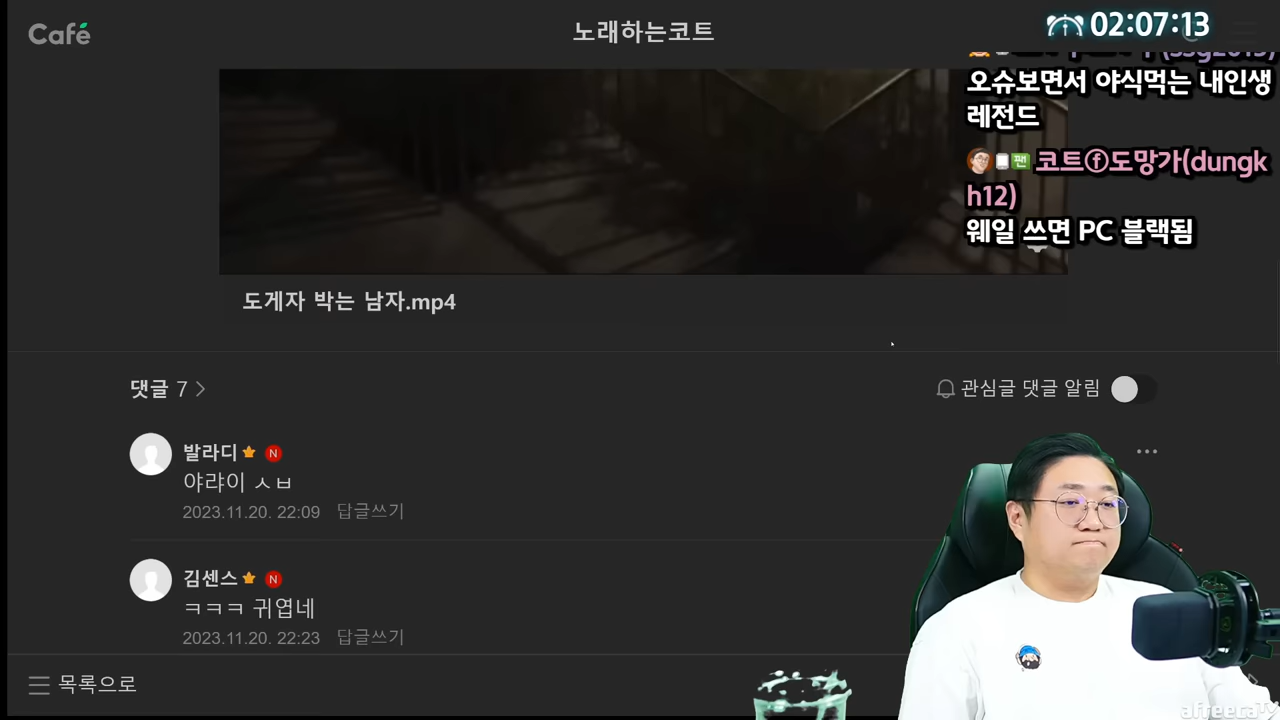 Café
노래하는코트
02:07:13
오슈보면서 야식먹는 내인생
레전드
팬 코트ⓕ도망가(dungk
h12)
웨일 쓰면 PC 블랙됨
도게자 박는 남자.mp4
댓글 7
관심글 댓글 알림
발라디 N
야랴이 ㅅㅂ
2023.11.20. 22:09 답글쓰기
김센스 N
ㅋㅋㅋ 귀엽네
2023.11.20. 22:23 답글쓰기
목록으로
afreecaTV